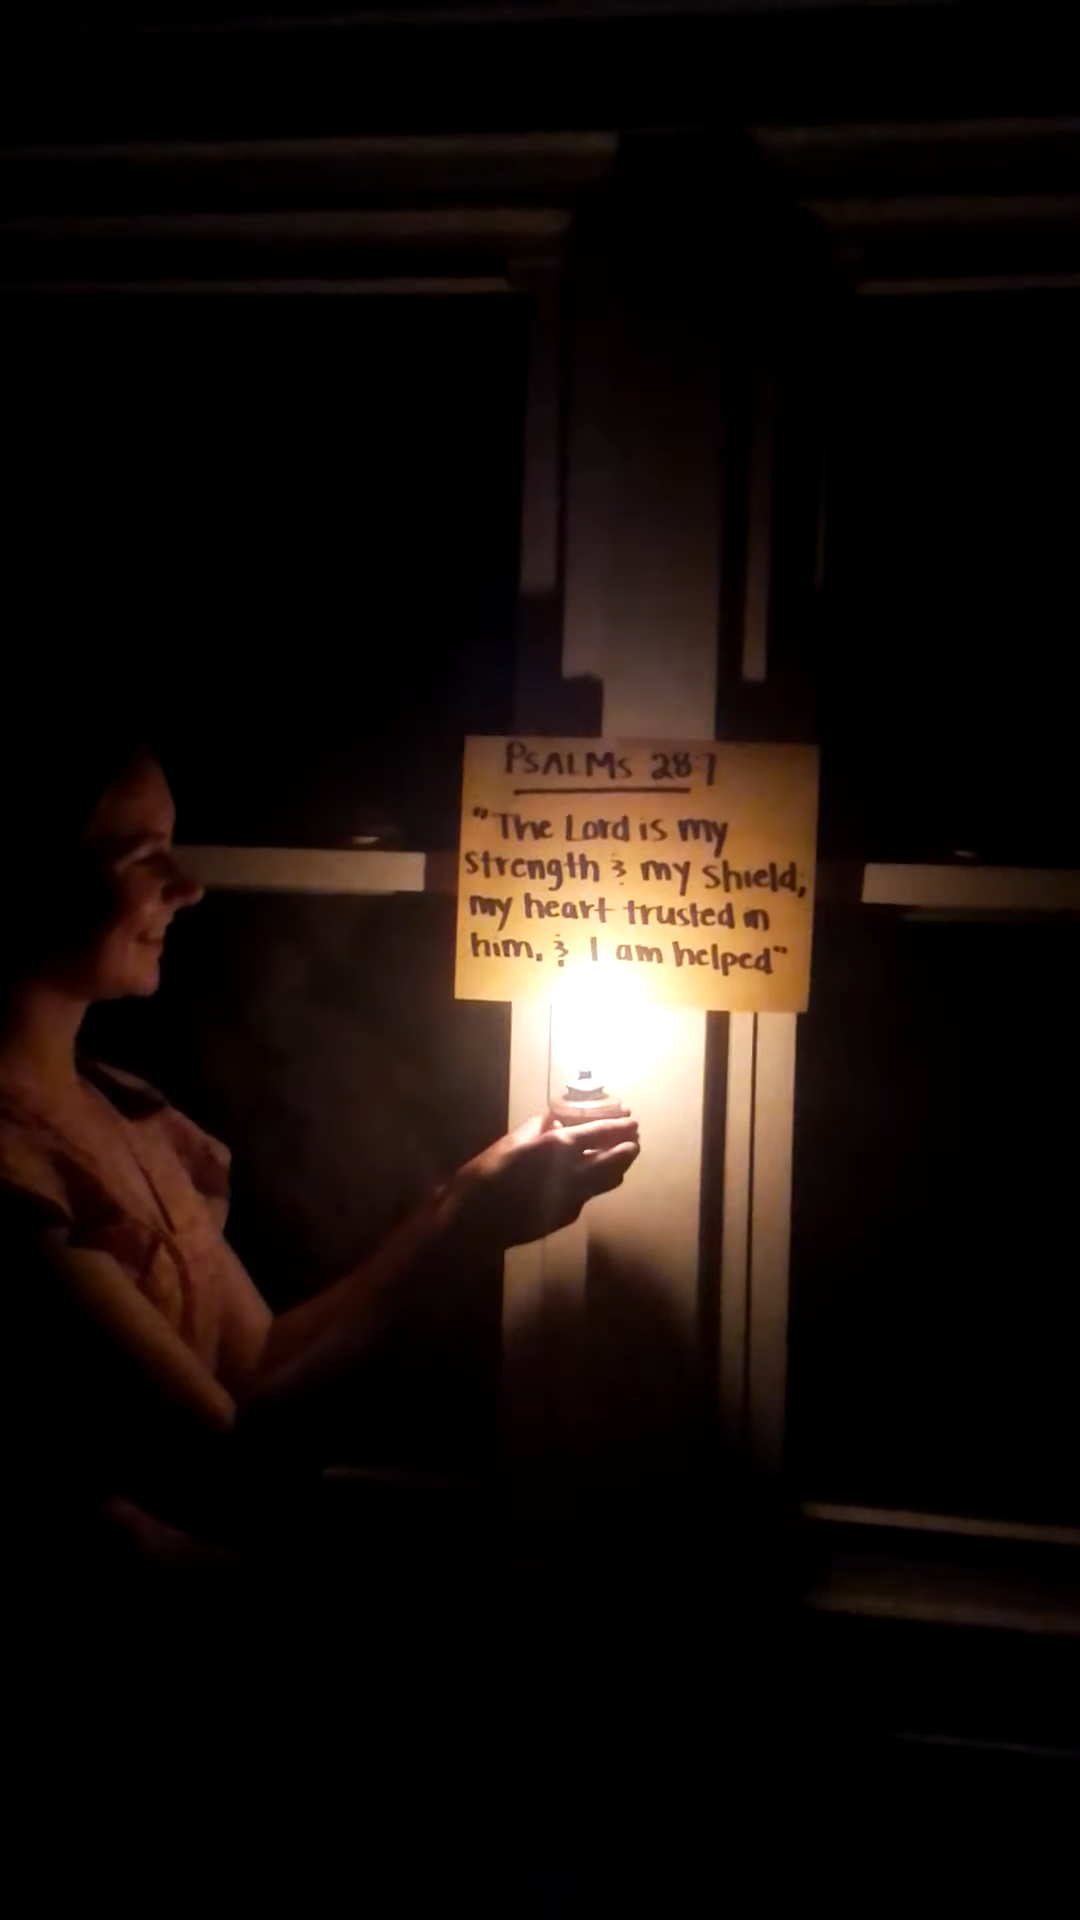 PSALMS 28:7
"The Lord is my
strength & my shield,
my heart trusted in
him, & I am helped"